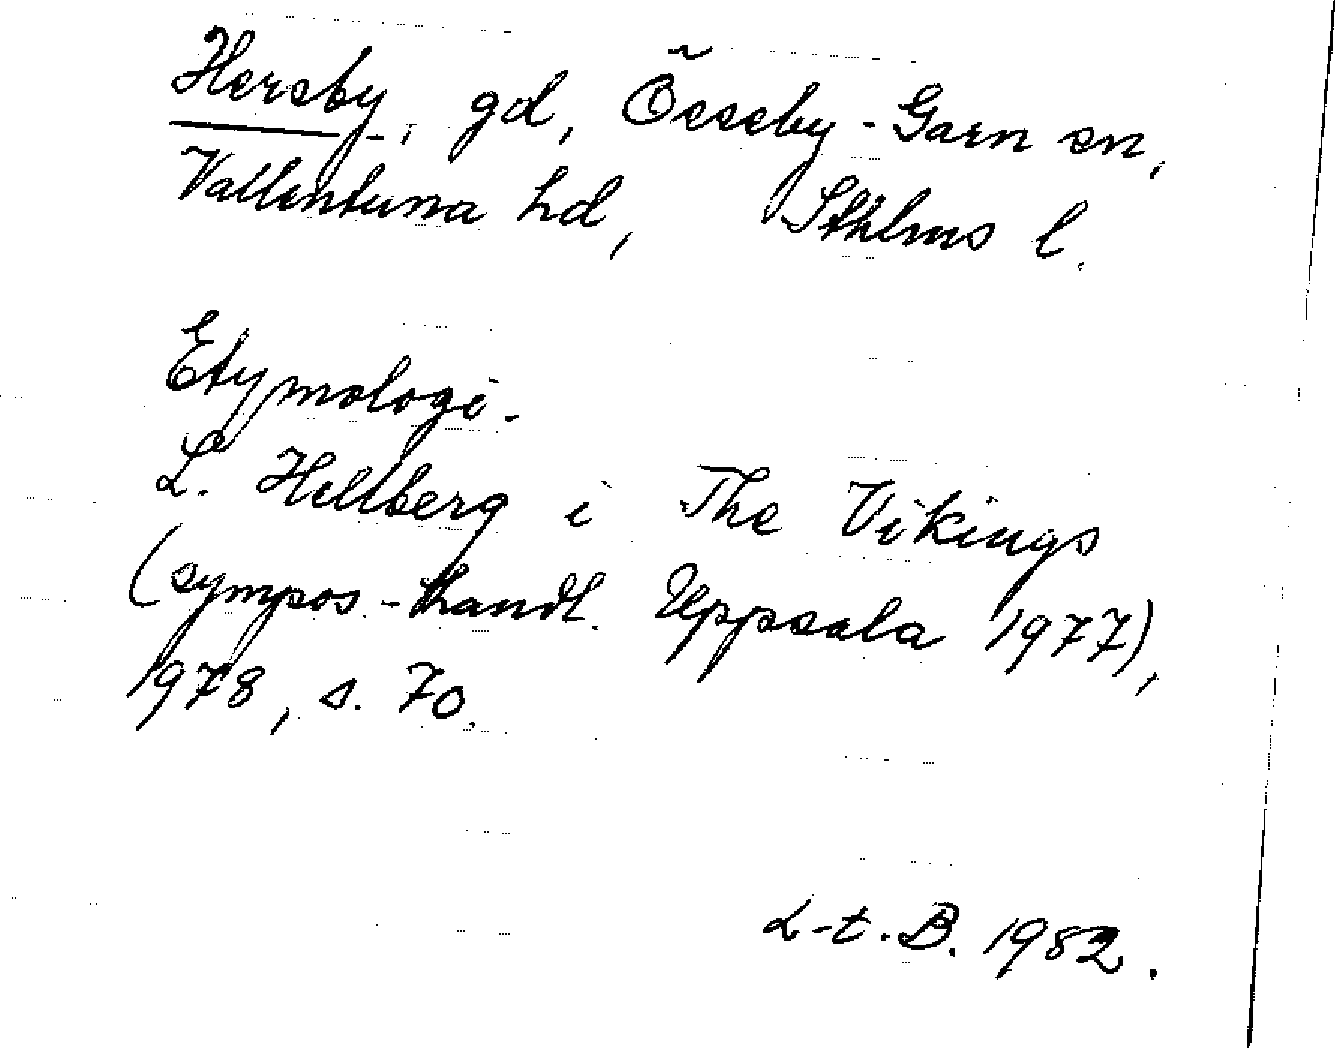 Hersby, gd, Össeby-Garn sn,
Vallentuna hd, Sthlms l.
Etymologi.
L. Hellberg i The Vikings
(sympos.-handl. Uppsala 1977),
1978, s. 70.
L-t. B. 1982.